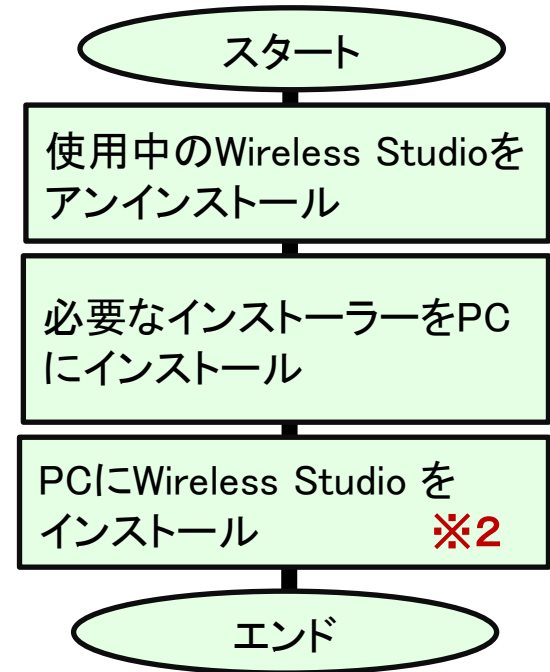 スタート
使用中のWireless Studioを
アンインストール
必要なインストーラーをPC
にインストール
PCにWireless Studio を
インストール ※2
エンド